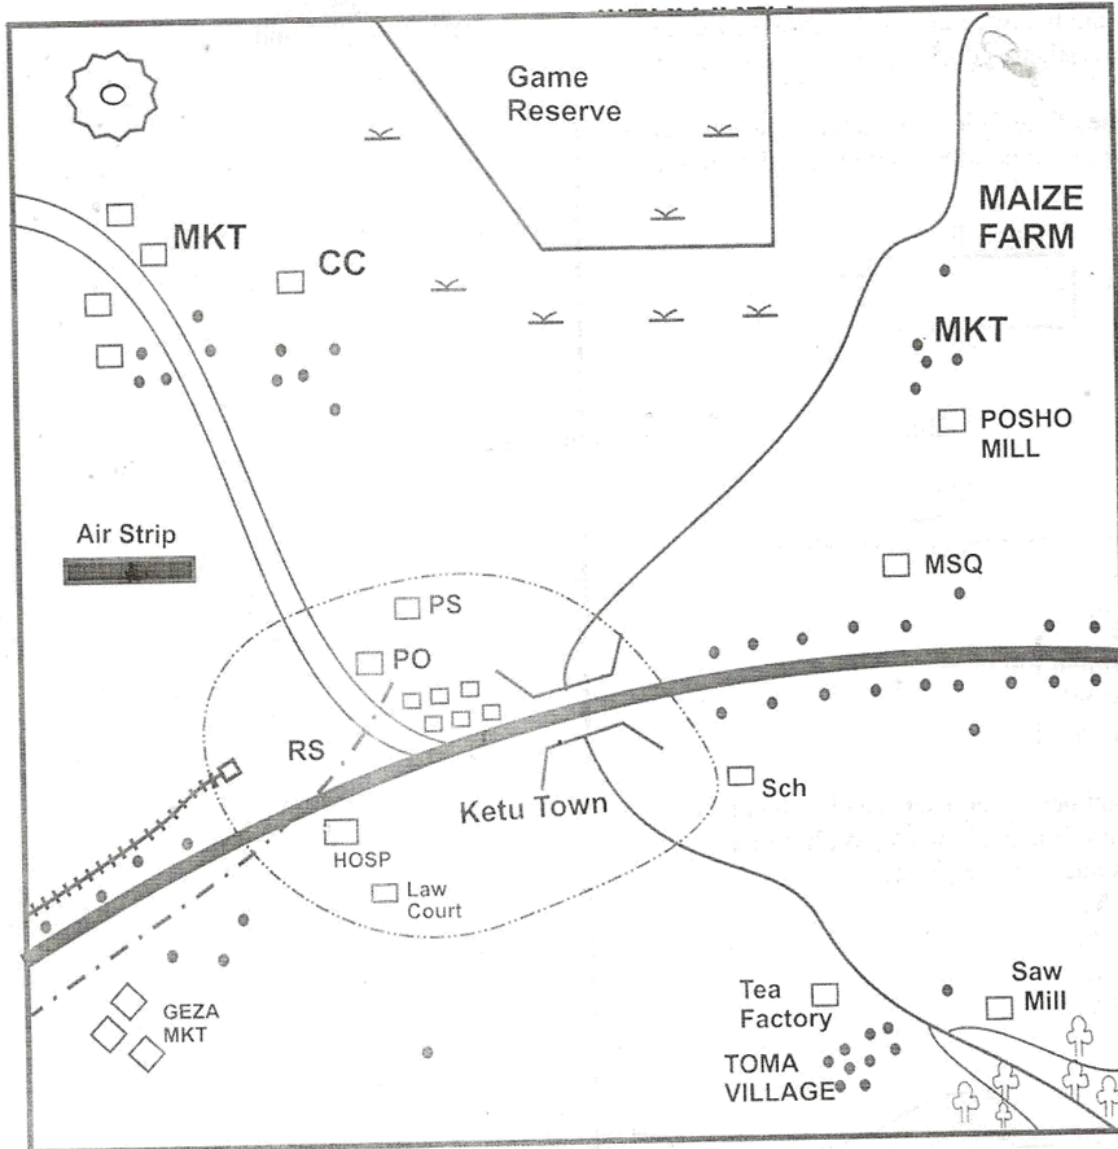 Game
Reserve
MAIZE
FARM
MKT
CC
MKT
POSHO
MILL
Air Strip
MSQ
PS
PO
RS
Sch
Ketu Town
HOSP
Law
Court
Saw
Mill
Tea
Factory
GEZA
MKT
TOMA
VILLAGE